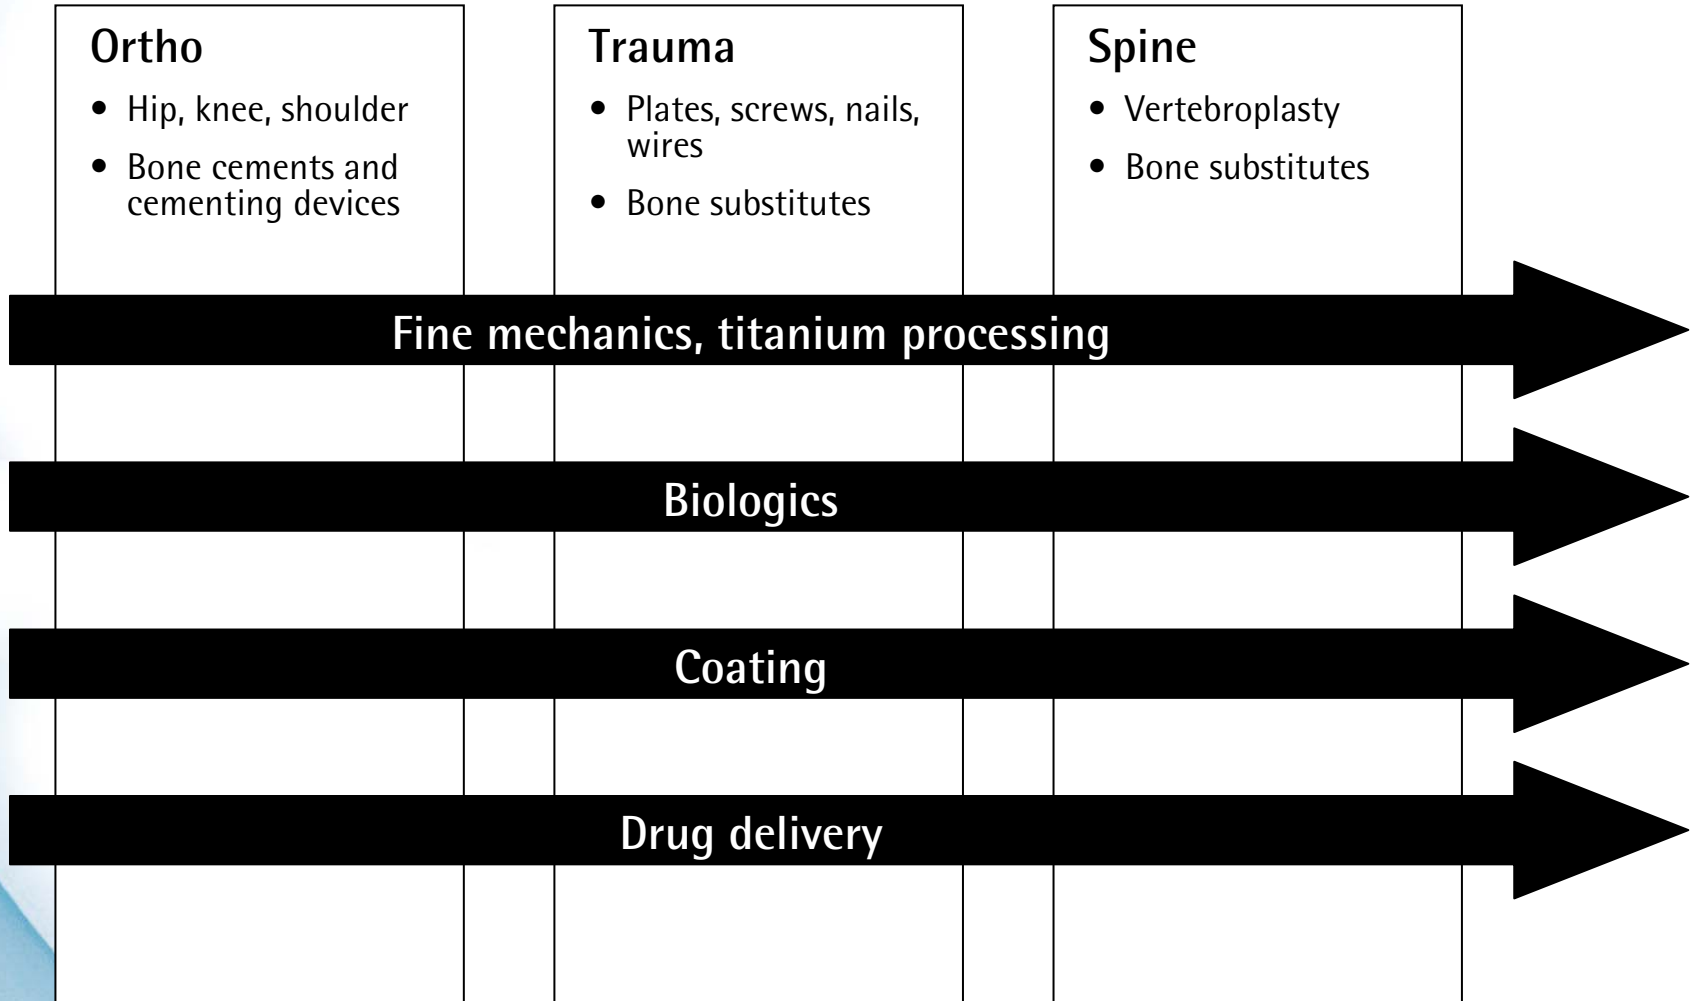 Ortho
• Hip, knee, shoulder
• Bone cements and
cementing devices
Trauma
• Plates, screws, nails,
wires
• Bone substitutes
Spine
• Vertebroplasty
• Bone substitutes
Fine mechanics, titanium processing
Biologics
Coating
Drug delivery